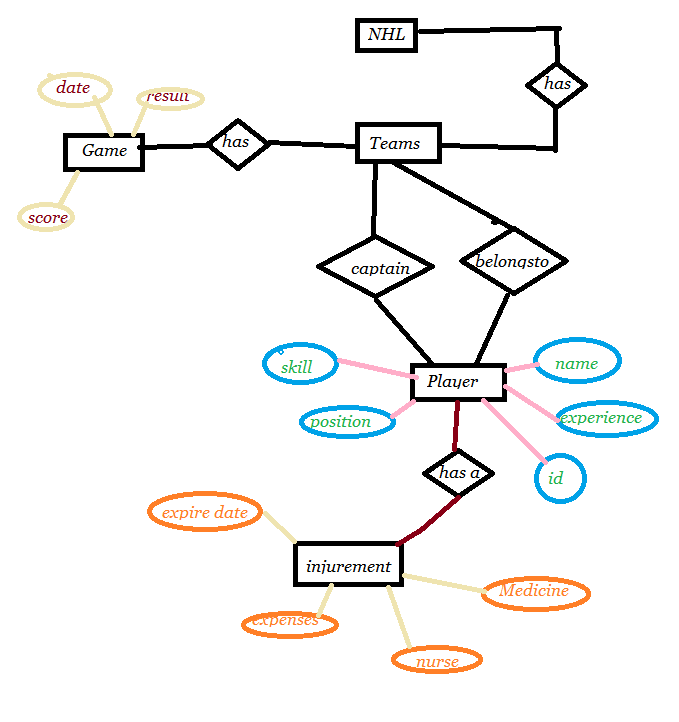 NHL
has
date
result
Game
has
Teams
score
captain
belongsto
skill
Player
name
position
experience
has a
id
expire date
injurement
Medicine
expenses
nurse